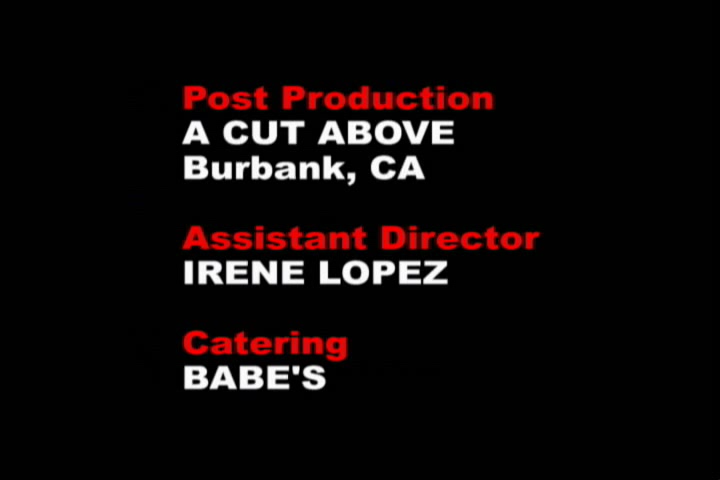 Post Production
A CUT ABOVE
Burbank, CA
Assistant Director
IRENE LOPEZ
Catering
BABE'S